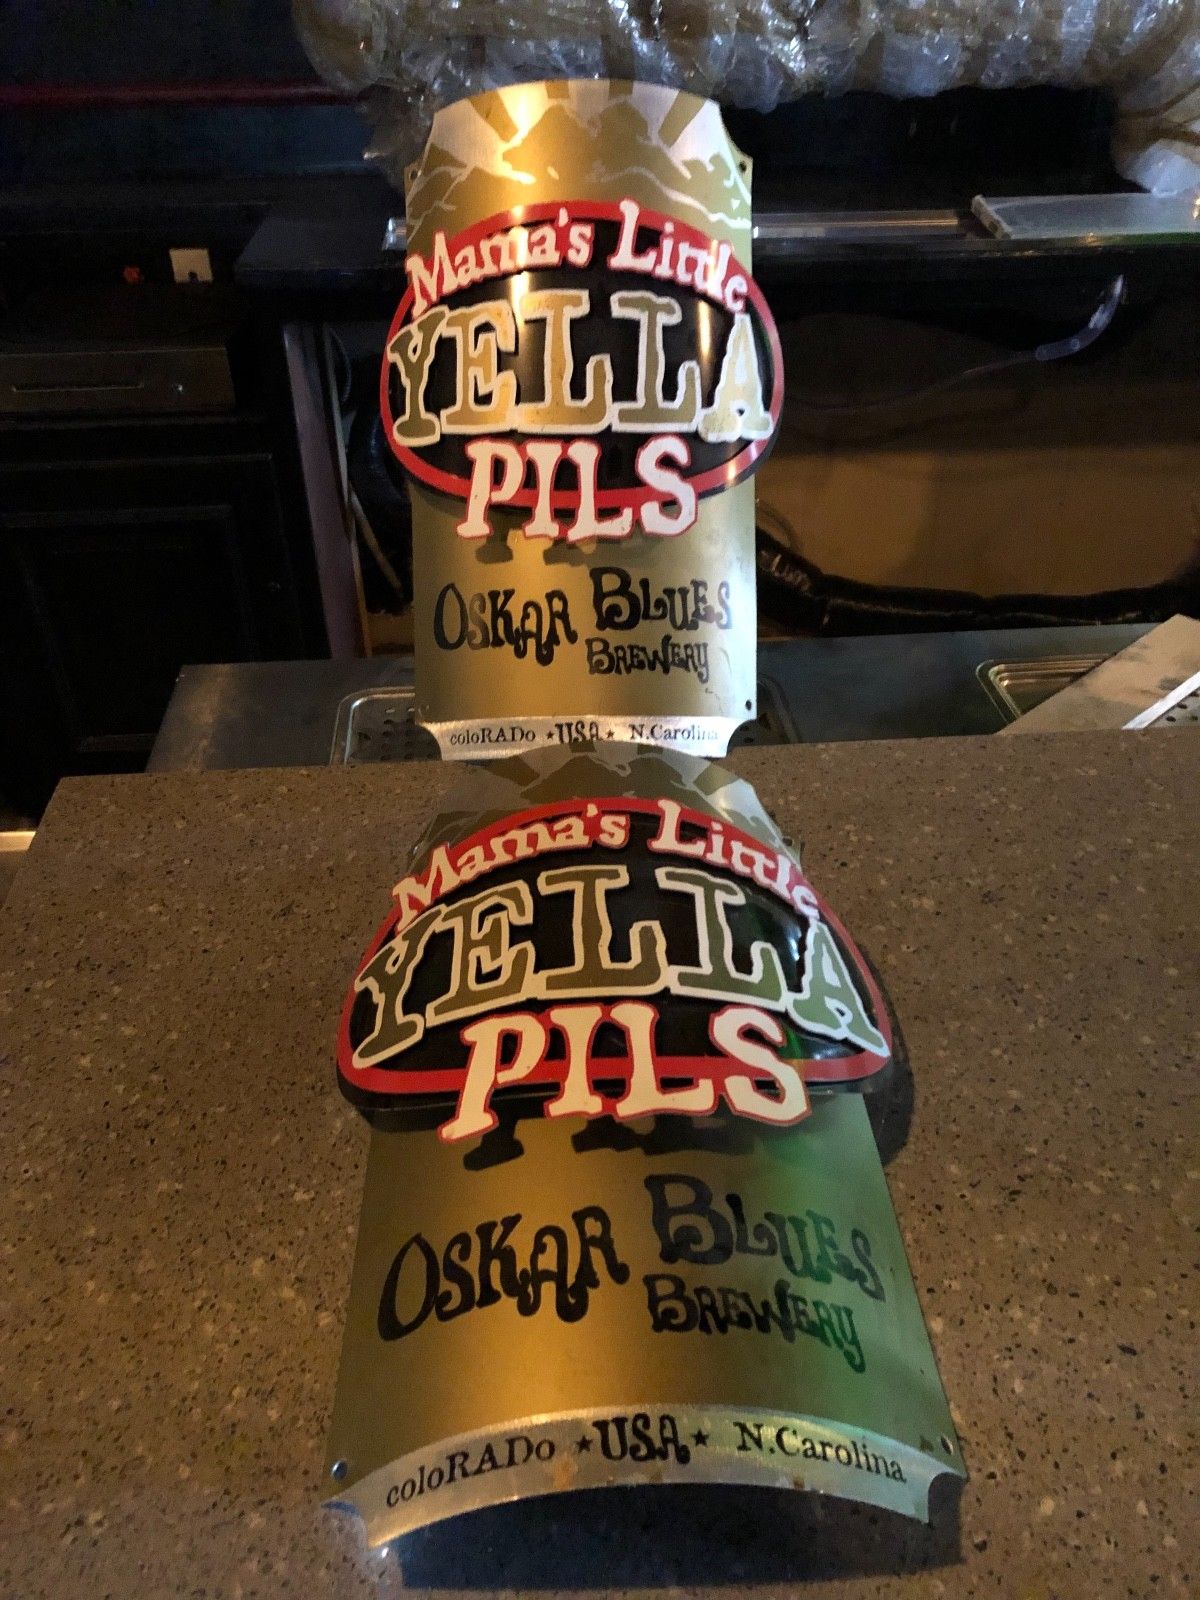 Mama's Little
YELLA
PILS
OSKAR BLUES
BREWERY
coloRADo ★USA★ N.Carolina
Mama's Little
YELLA
PILS
OSKAR BLUES
BREWERY
coloRADo ★USA★ N.Carolina